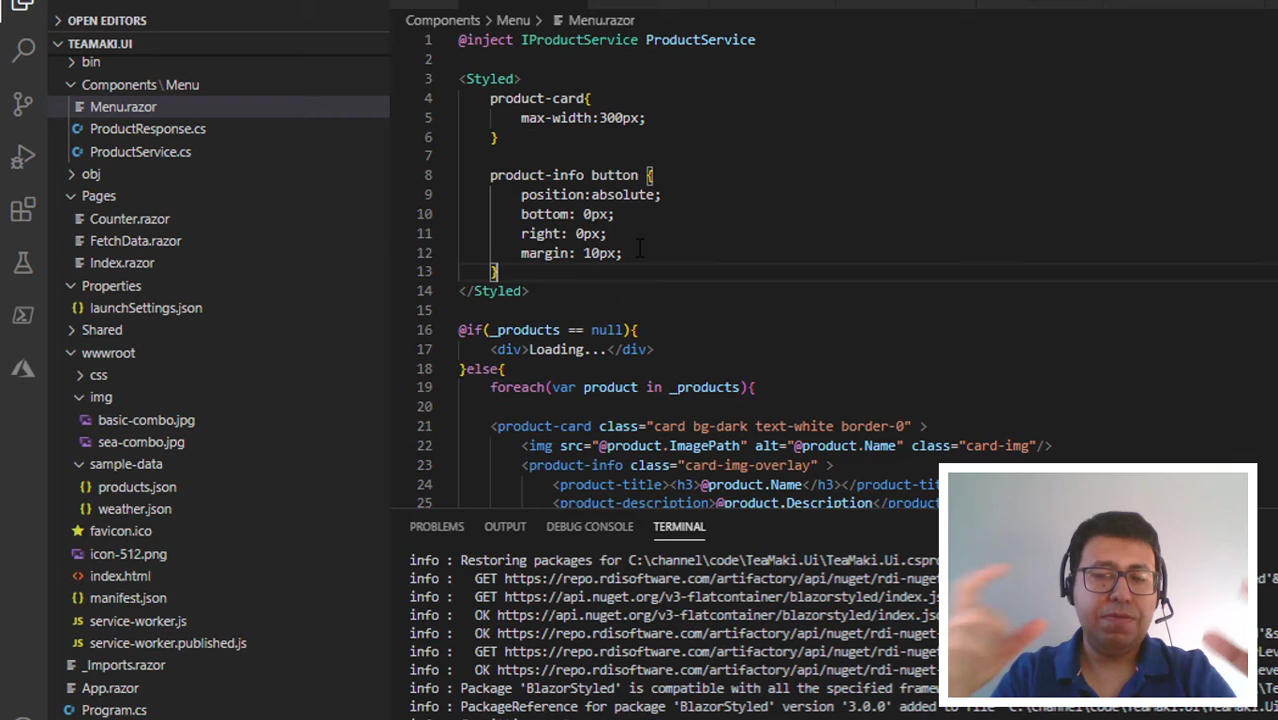 OPEN EDITORS
TEAMAKI.UI
bin
Components \ Menu
Menu.razor
ProductResponse.cs
ProductService.cs
obj
Pages
Counter.razor
FetchData.razor
Index.razor
Properties
launchSettings.json
Shared
wwwroot
css
img
basic-combo.jpg
sea-combo.jpg
sample-data
products.json
weather.json
favicon.ico
icon-512.png
index.html
manifest.json
service-worker.js
service-worker.published.js
_Imports.razor
App.razor
Program.cs
Components > Menu > Menu.razor
1 @inject IProductService ProductService
2
3 <Styled>
4 product-card{
5 max-width:300px;
6 }
7
8 product-info button {
9 position:absolute;
10 bottom: 0px;
11 right: 0px;
12 margin: 10px;
13 }
14 </Styled>
15
16 @if(_products == null){
17 <div>Loading...</div>
18 }else{
19 foreach(var product in _products){
20
21 <product-card class="card bg-dark text-white border-0" >
22 <img src="@product.ImagePath" alt="@product.Name" class="card-img"/>
23 <product-info class="card-img-overlay" >
24 <product-title><h3>@product.Name</h3></product-tit
25 <product-description>@product.Description</product
PROBLEMS OUTPUT DEBUG CONSOLE TERMINAL
info : Restoring packages for C:\channel\code\TeaMaki.Ui\TeaMaki.Ui.cspro
info : GET https://repo.rdisoftware.com/artifactory/api/nuget/rdi-nuge
info : GET https://api.nuget.org/v3-flatcontainer/blazorstyled/index.js
info : OK https://api.nuget.org/v3-flatcontainer/blazorstyled/index.js
info : OK https://repo.rdisoftware.com/artifactory/api/nuget/rdi-nuget
info : GET https://repo.rdisoftware.com/artifactory/api/nuget/rdi-nuge
info : OK https://repo.rdisoftware.com/artifactory/api/nuget/rdi-nuget
info : Package 'BlazorStyled' is compatible with all the specified framew
info : PackageReference for package 'BlazorStyled' version '3.0.0' added to file